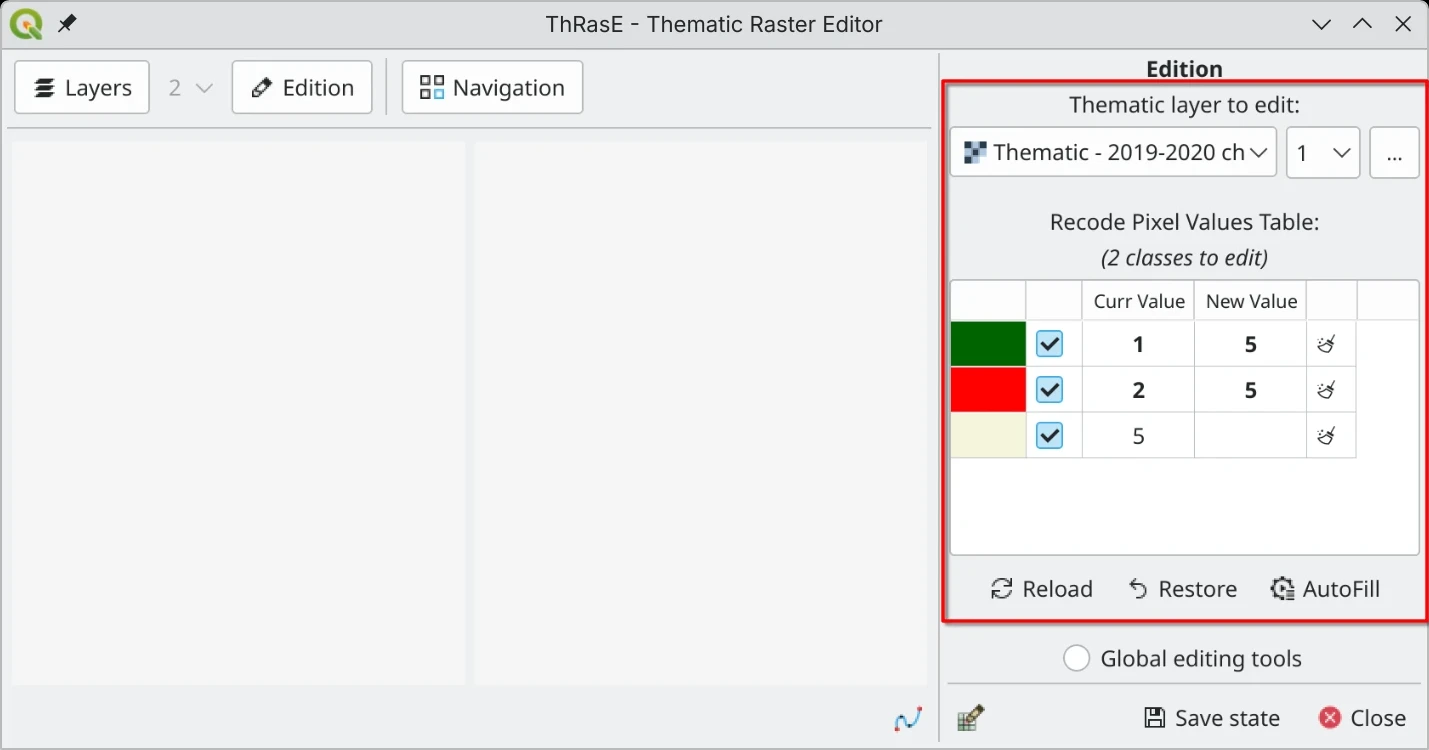 ThRasE - Thematic Raster Editor
Layers 2 Edition Navigation
Edition
Thematic layer to edit:
Thematic - 2019-2020 ch 1 ...
Recode Pixel Values Table:
(2 classes to edit)
Curr Value New Value
1 5
2 5
5
Reload Restore AutoFill
Global editing tools
Save state Close